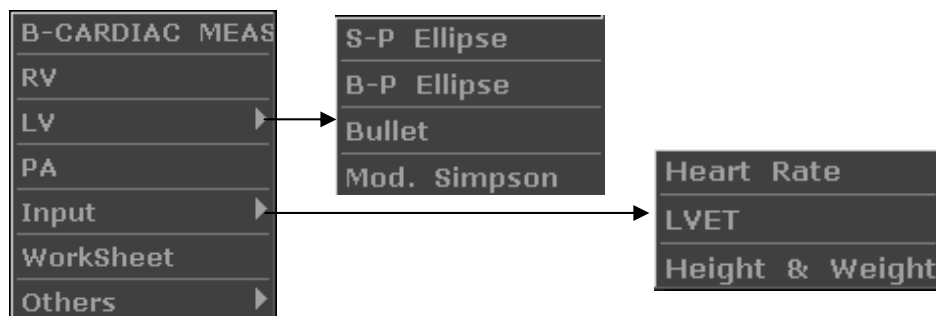 B-CARDIAC MEAS
RV
LV
PA
Input
WorkSheet
Others
S-P Ellipse
B-P Ellipse
Bullet
Mod. Simpson
Heart Rate
LVET
Height & Weight